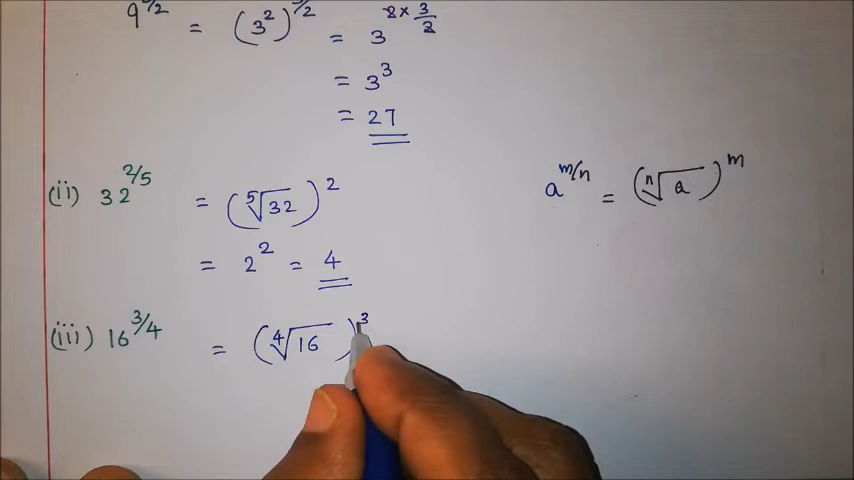 9^3/2 = (3^2)^3/2 = 3^2×3/2
= 3^3
= 27
(ii) 32^2/5 = (⁵√32)^2
a^m/n = (ⁿ√a)^m
= 2^2 = 4
(iii) 16^3/4 = (⁴√16)^3